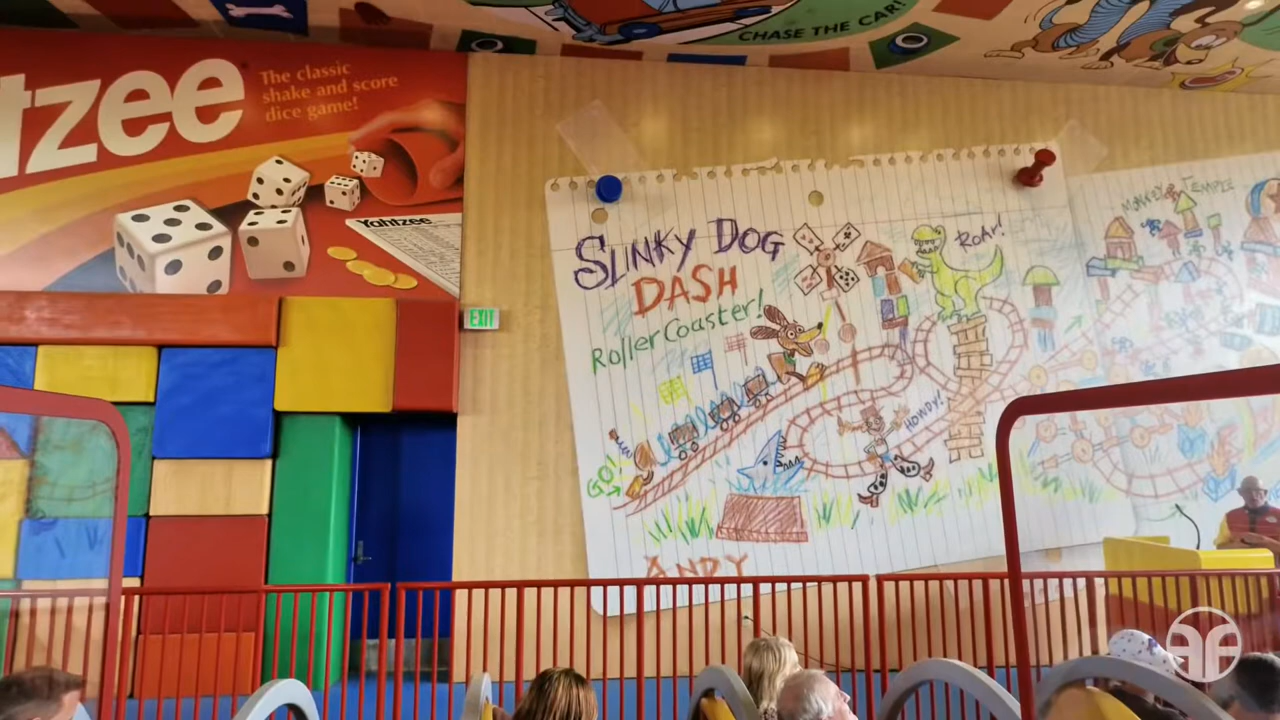 CHASE THE CAR!
tzee
The classic
shake and score
dice game!
Yahtzee
EXIT
SLINKY DOG
DASH
Roller Coaster!
ROAR!
HOWDY!
GO!
ANDY
MONKEY TEMPLE